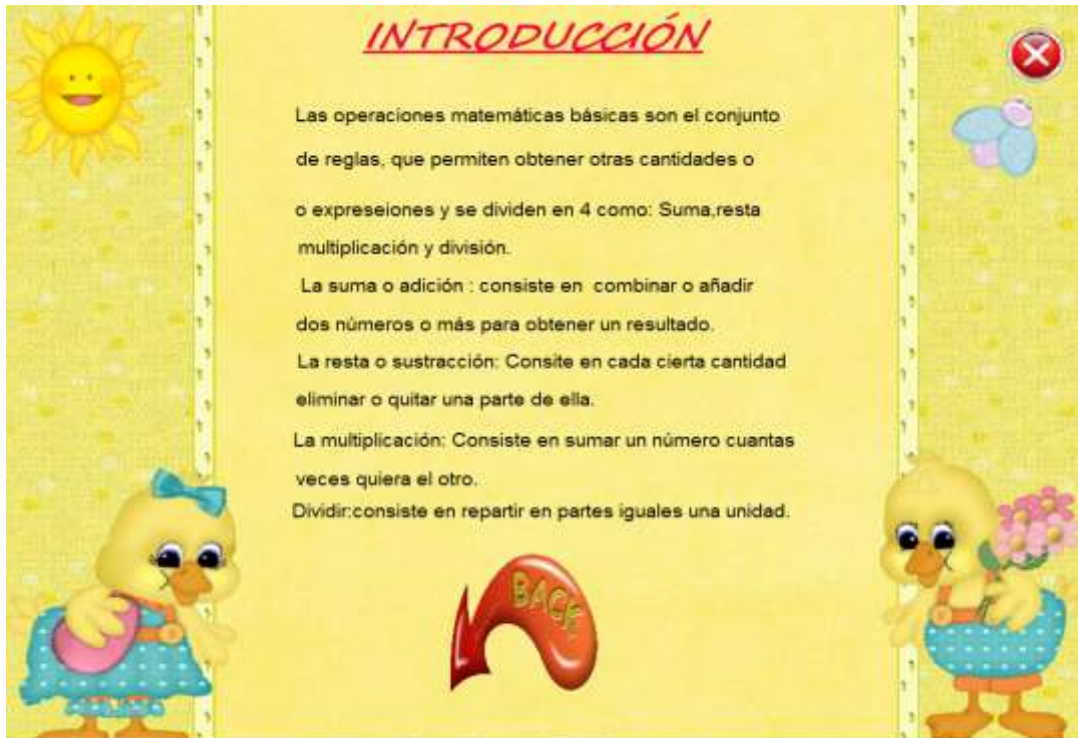 INTRODUCCIÓN
Las operaciones matemáticas básicas son el conjunto
de reglas, que permiten obtener otras cantidades o
o expreseiones y se dividen en 4 como: Suma,resta
multiplicación y división.
La suma o adición : consiste en combinar o añadir
dos números o más para obtener un resultado.
La resta o sustracción: Consite en cada cierta cantidad
eliminar o quitar una parte de ella.
La multiplicación: Consiste en sumar un número cuantas
veces quiera el otro.
Dividir:consiste en repartir en partes iguales una unidad.
BACK